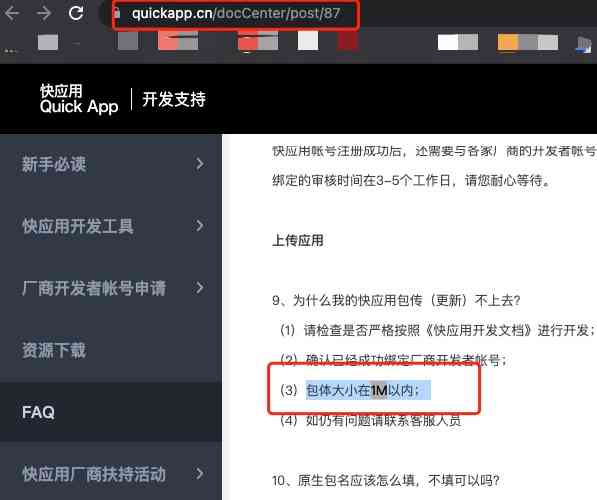 quickapp.cn/docCenter/post/87
快应用
Quick App
开发支持
新手必读
快应用开发工具
厂商开发者帐号申请
资源下载
FAQ
快应用厂商扶持活动
快应用帐号注册成功后，还需要与各家厂商的开发者帐号
绑定的审核时间在3-5个工作日，请您耐心等待。
上传应用
9、为什么我的快应用包传（更新）不上去?
（1）请检查是否严格按照《快应用开发文档》进行开发；
（2）确认已经成功绑定厂商开发者帐号；
（3）包体大小在1M以内；
（4）如仍有问题请联系客服人员
10、原生包名应该怎么填，不填可以吗?